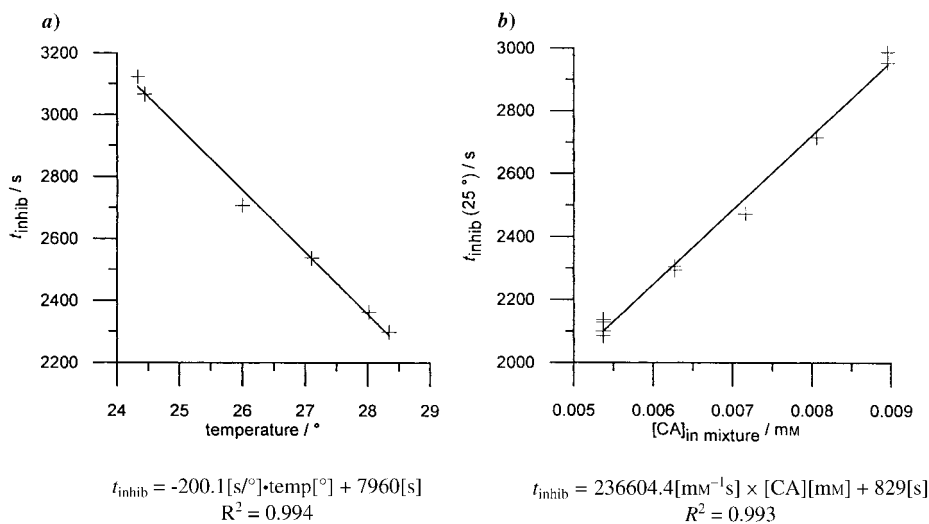 a)
3200
3000
2800
2600
2400
2200
t_inhib / s
24 25 26 27 28 29
temperature / °
t_inhib = -200.1[s/°]•temp[°] + 7960[s]
R² = 0.994
b)
3000
2800
2600
2400
2200
2000
t_inhib (25 °) / s
0.005 0.006 0.007 0.008 0.009
[CA]in mixture / mM
t_inhib = 236604.4[mM⁻¹s] × [CA][mM] + 829[s]
R² = 0.993